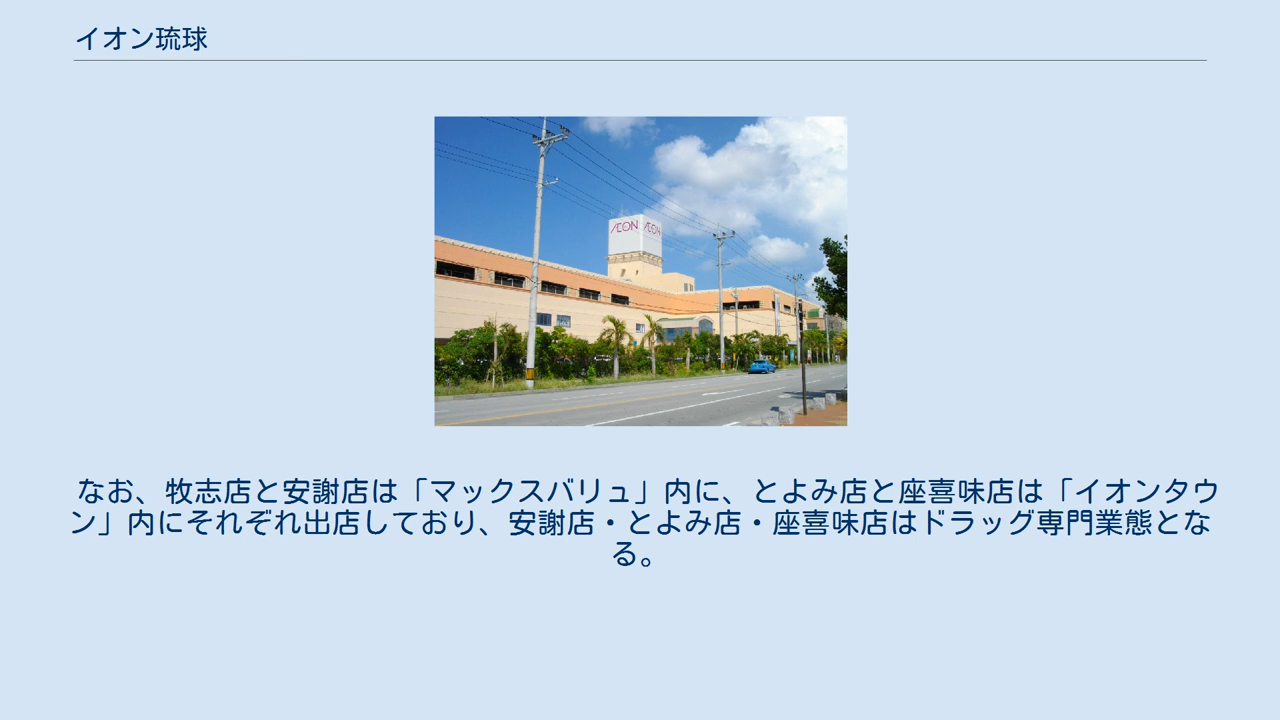 イオン琉球
ÆON ÆON
なお、牧志店と安謝店は「マックスバリュ」内に、とよみ店と座喜味店は「イオンタウ
ン」内にそれぞれ出店しており、安謝店・とよみ店・座喜味店はドラッグ専門業態とな
る。